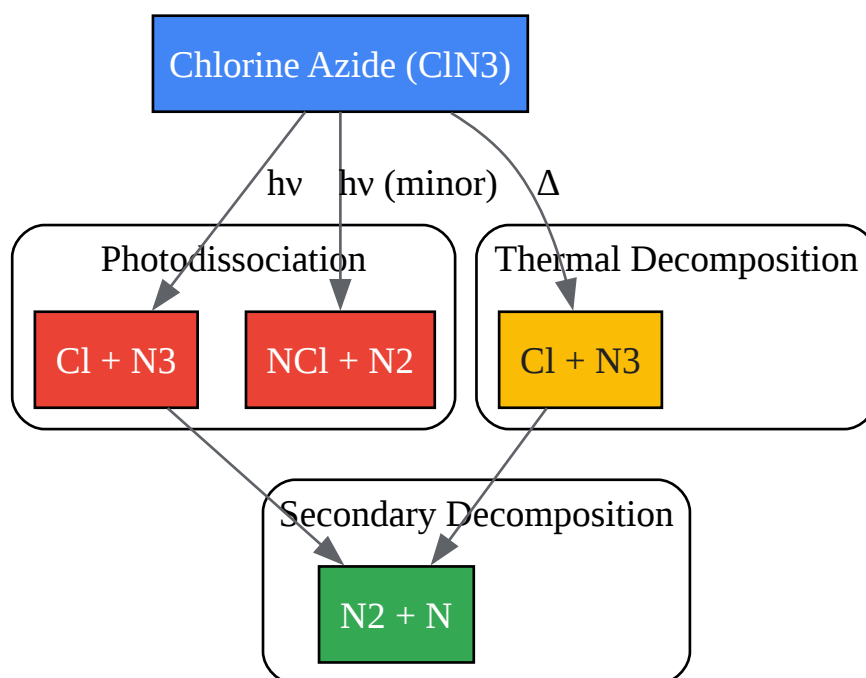 Chlorine Azide (ClN3)
hν
hν (minor)
Δ
Photodissociation
Thermal Decomposition
Cl + N3
NCl + N2
Cl + N3
Secondary Decomposition
N2 + N